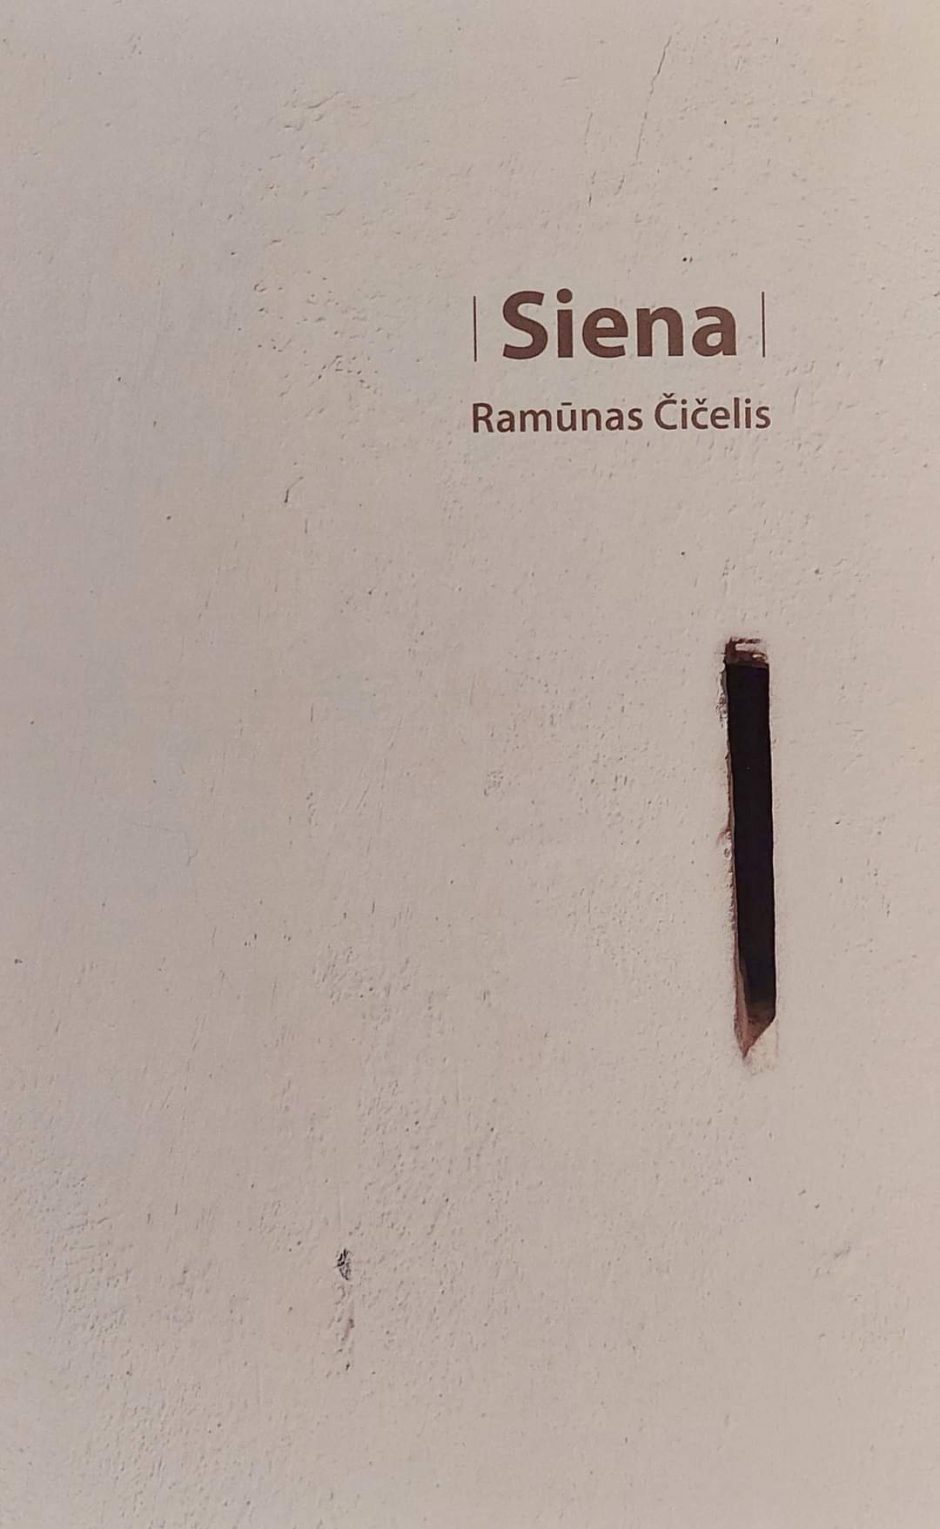 | Siena |
Ramūnas Čičelis